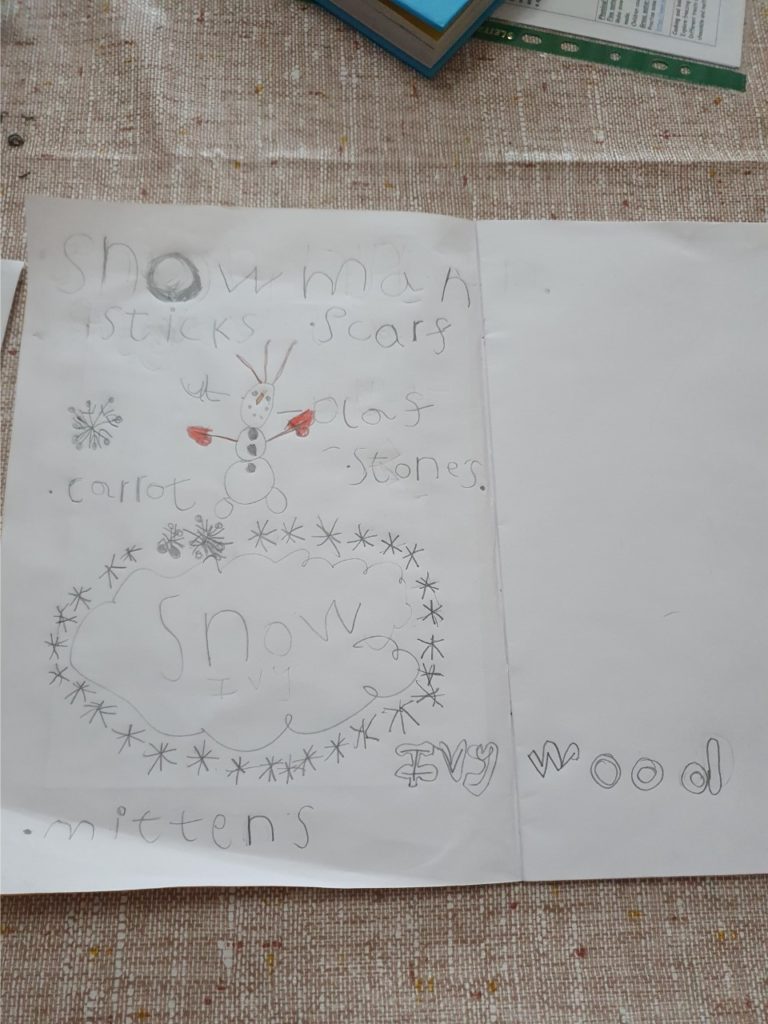 snowman
sticks .scarf
olaf
.stones.
.carrot
Snow
Ivy
Ivy wood
.mittens